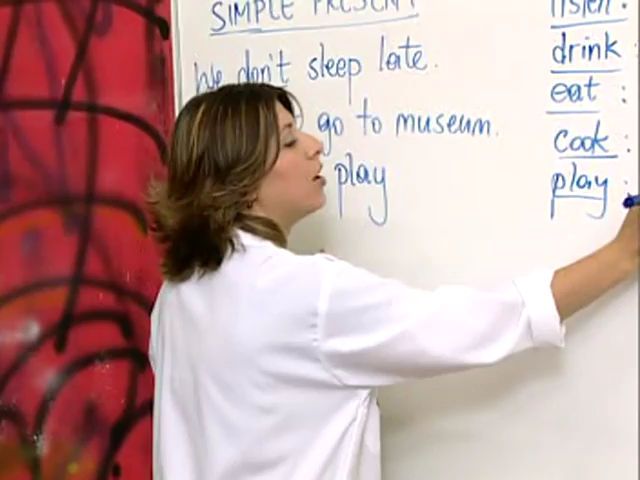 SIMPLE PRESENT
We don't sleep late.
go to museum.
play
listen:
drink:
eat:
cook:
play: